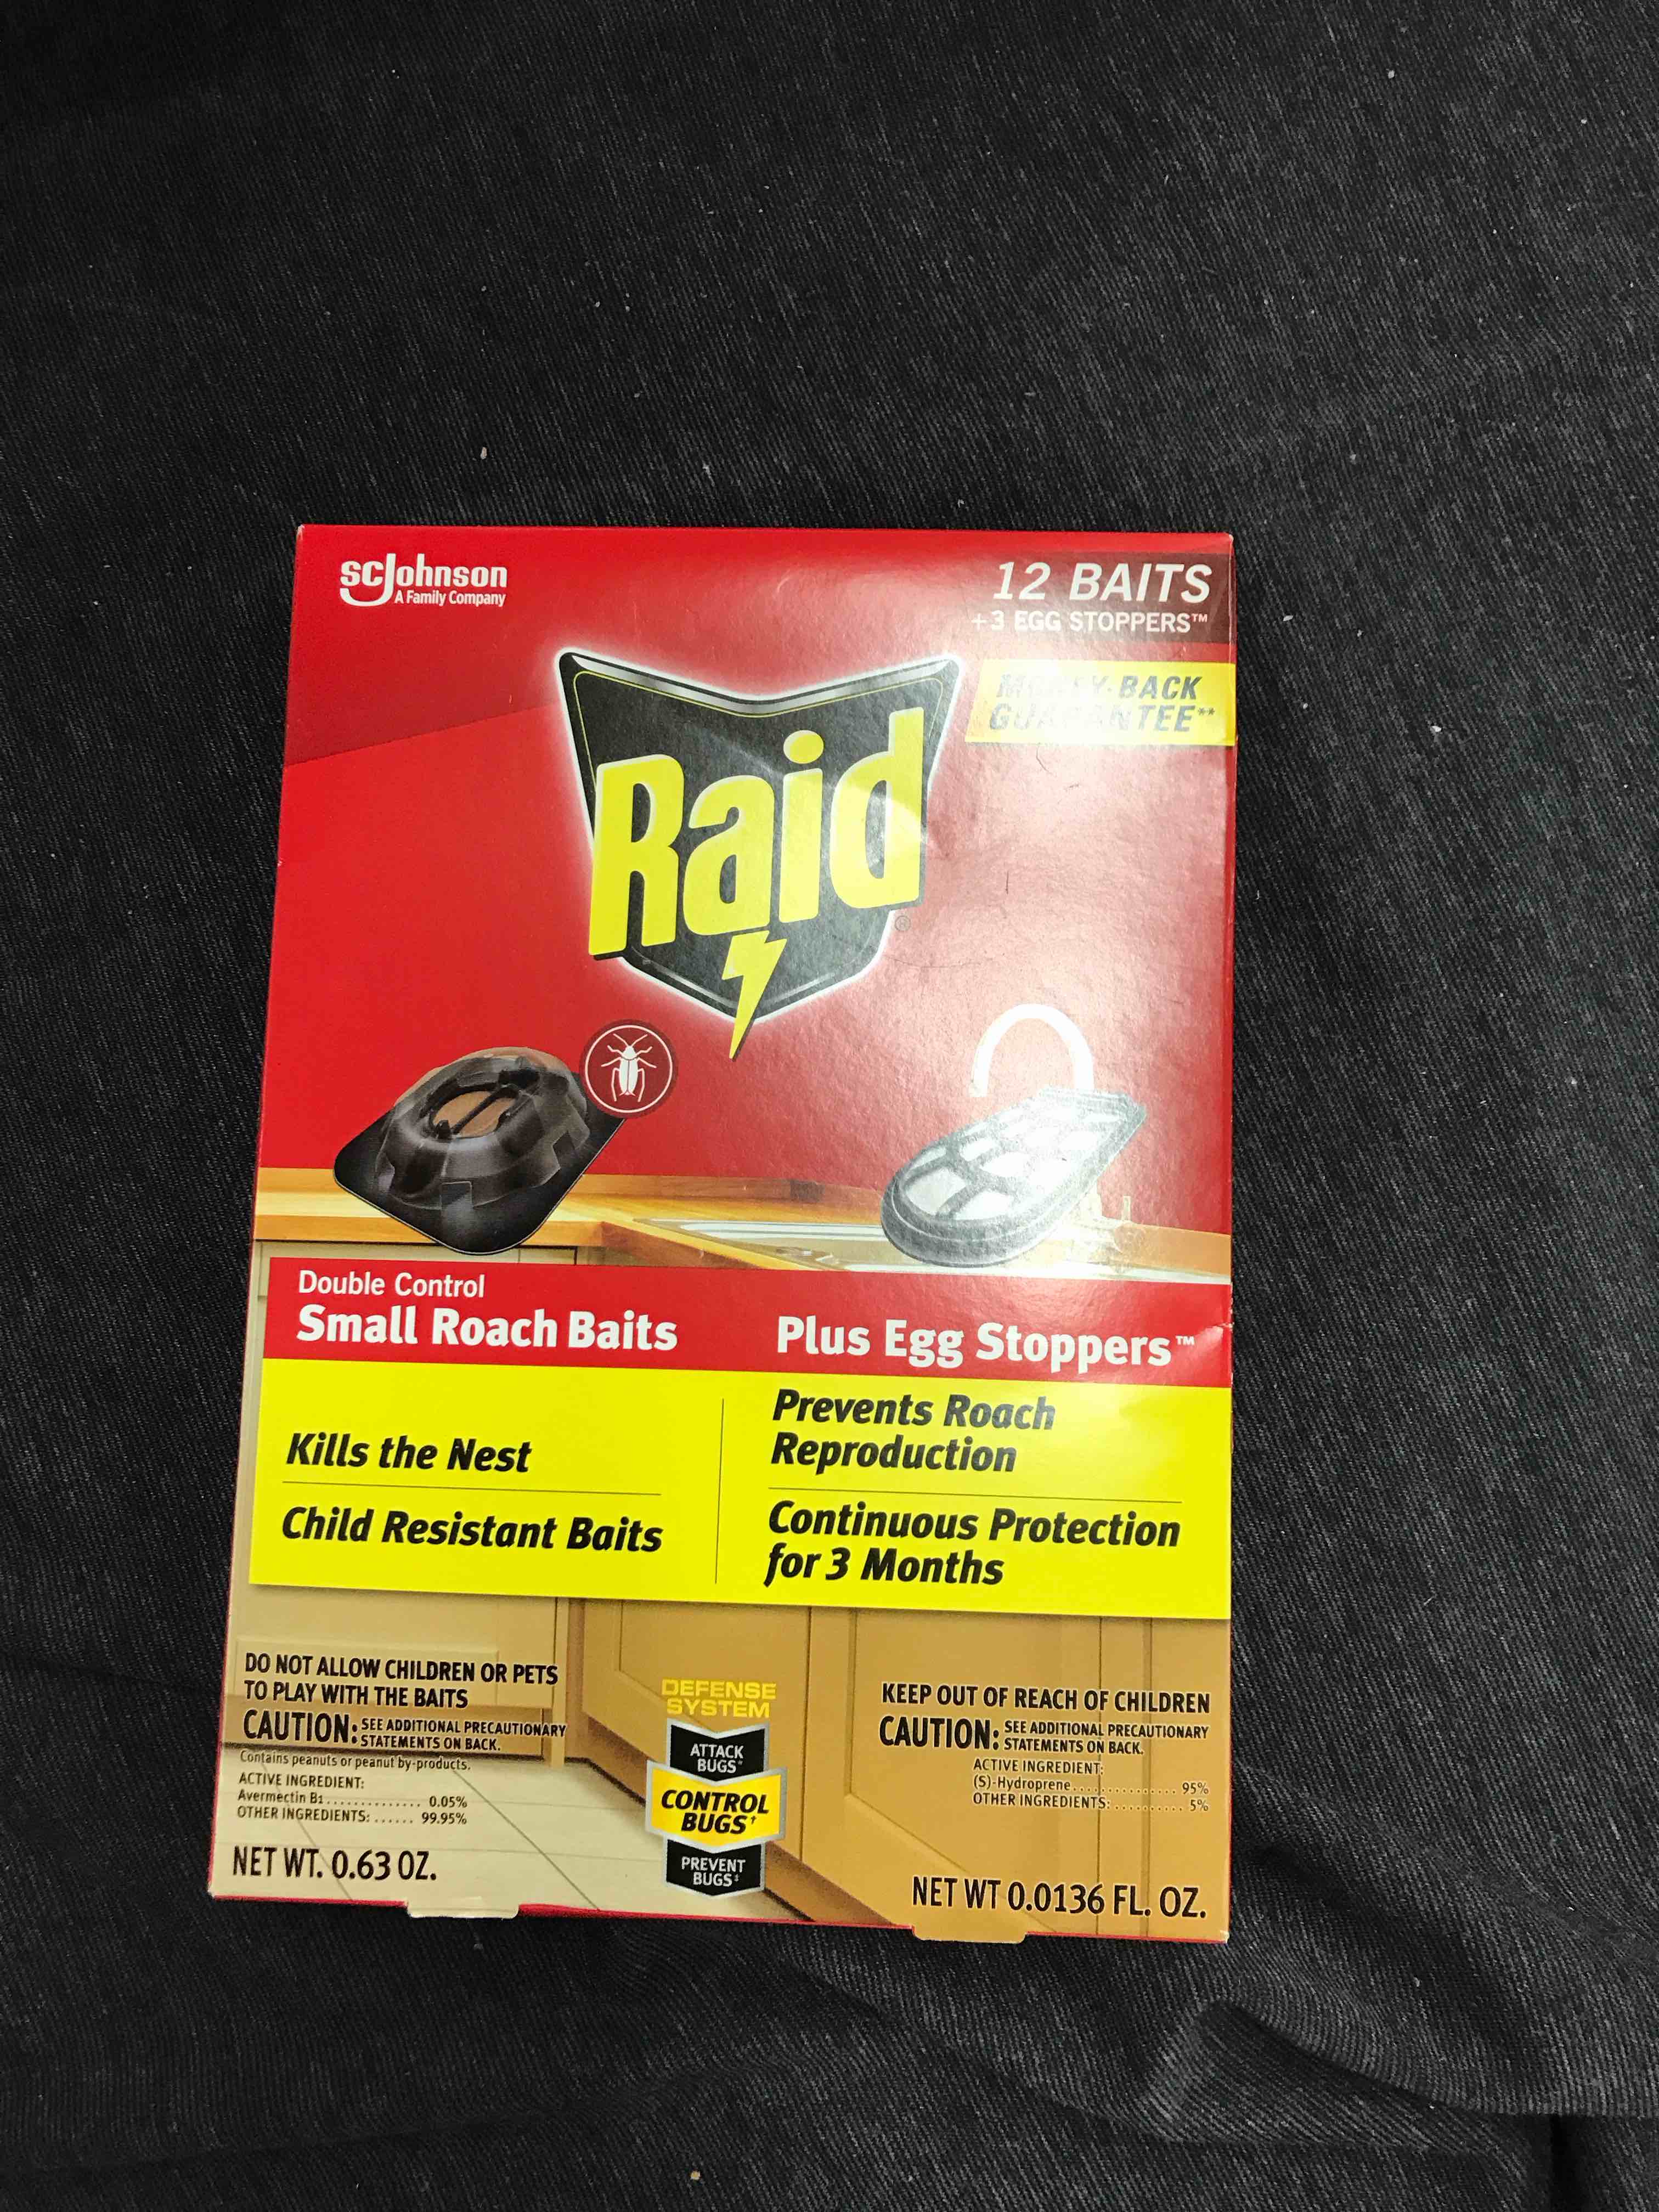 scJohnson
A Family Company
12 BAITS
+3 EGG STOPPERS™
MONEY-BACK
GUARANTEE**
Raid
®
Double Control
Small Roach Baits
Plus Egg Stoppers™
Kills the Nest
Child Resistant Baits
Prevents Roach
Reproduction
Continuous Protection
for 3 Months
DO NOT ALLOW CHILDREN OR PETS
TO PLAY WITH THE BAITS
CAUTION: SEE ADDITIONAL PRECAUTIONARY
STATEMENTS ON BACK.
Contains peanuts or peanut by-products.
ACTIVE INGREDIENT:
Avermectin B1 .............. 0.05%
OTHER INGREDIENTS: ...... 99.95%
NET WT. 0.63 OZ.
DEFENSE
SYSTEM
ATTACK
BUGS*
CONTROL
BUGS†
PREVENT
BUGS‡
KEEP OUT OF REACH OF CHILDREN
CAUTION: SEE ADDITIONAL PRECAUTIONARY
STATEMENTS ON BACK.
ACTIVE INGREDIENT:
(S)-Hydroprene ............... 95%
OTHER INGREDIENTS: .......... 5%
NET WT 0.0136 FL. OZ.